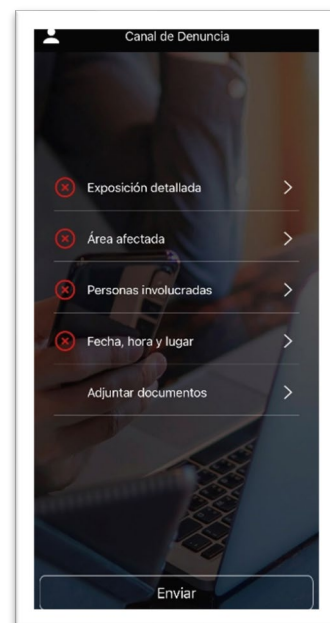 Canal de Denuncia
Exposición detallada
Área afectada
Personas involucradas
Fecha, hora y lugar
Adjuntar documentos
Enviar